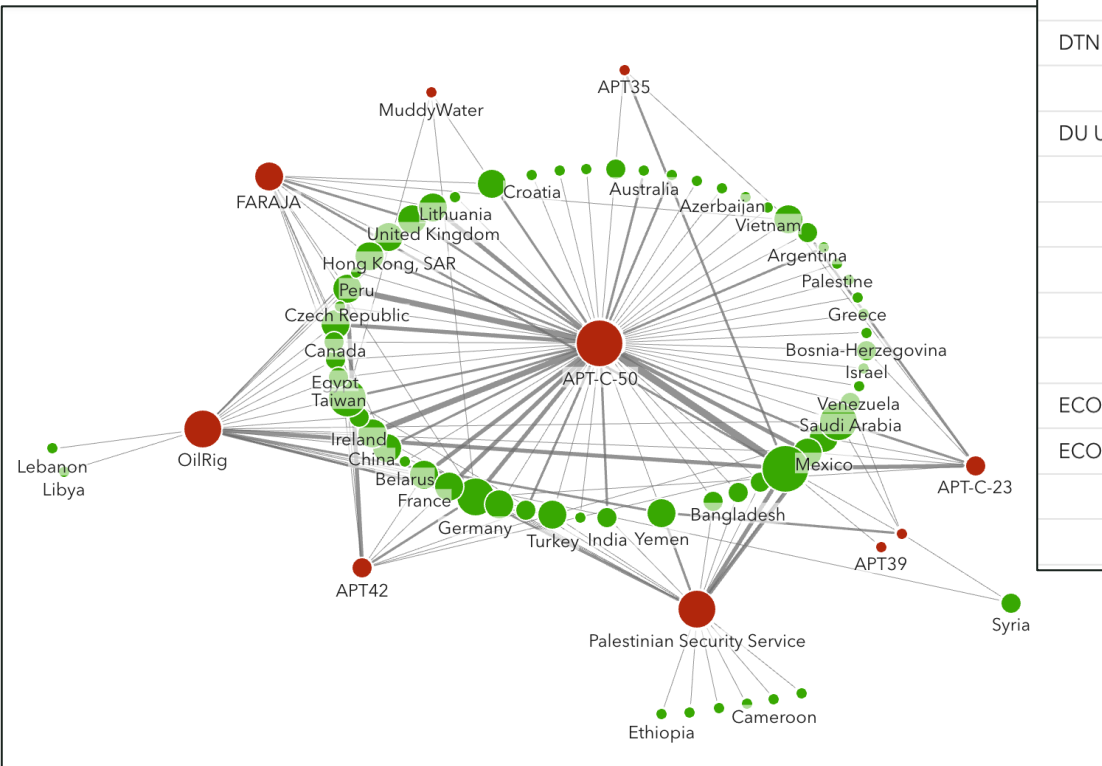 DTN
APT35
MuddyWater
DU U
Croatia
Australia
FARAJA
Azerbaijan
Lithuania
Vietnam
United Kingdom
Argentina
Hong Kong, SAR
Palestine
Peru
Czech Republic
Greece
Canada
Bosnia-Herzegovina
Israel
APT-C-50
Egypt
Taiwan
Venezuela
ECO
Saudi Arabia
Ireland
ECO
China
OilRig
Mexico
Lebanon
Libya
Belarus
APT-C-23
France
Bangladesh
Germany
Turkey
India
Yemen
APT39
APT42
Syria
Palestinian Security Service
Cameroon
Ethiopia